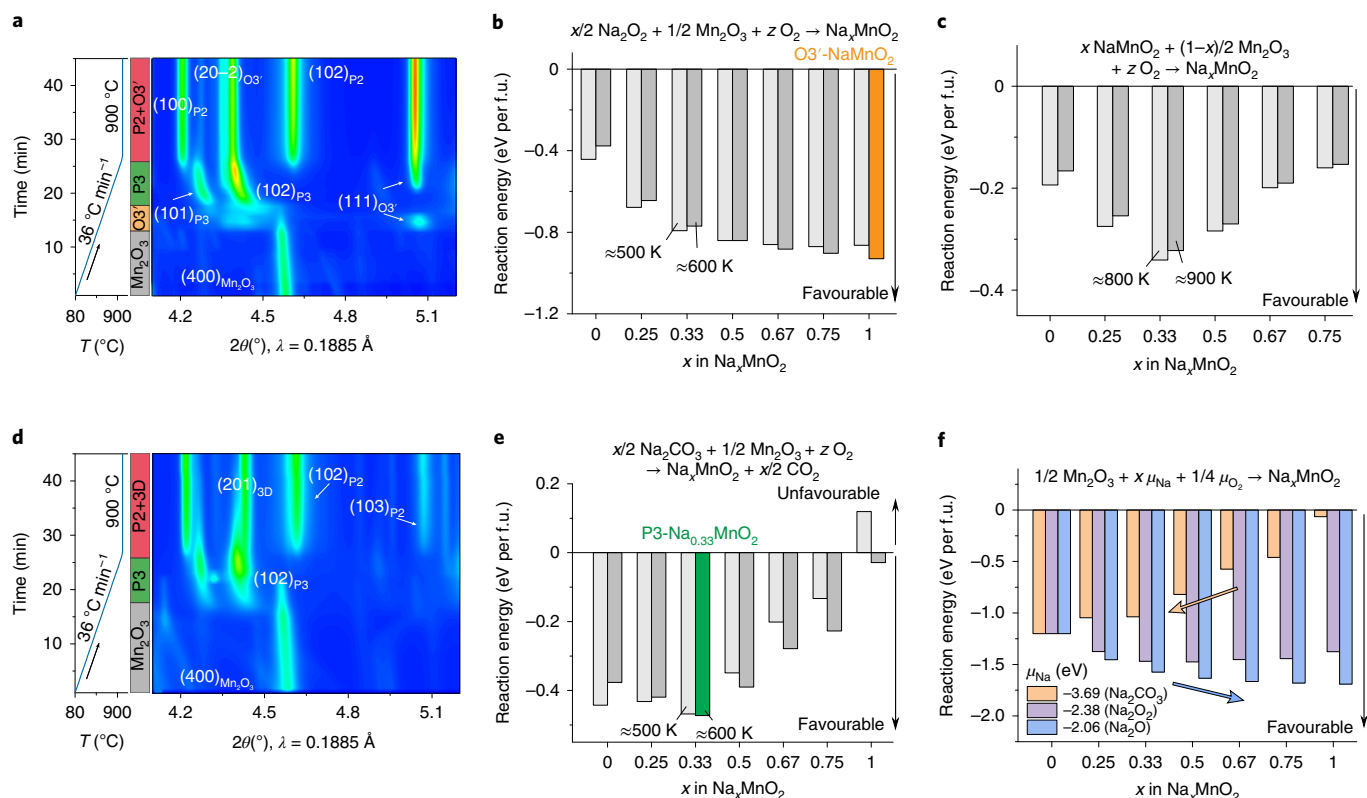 a
Time (min)
40
30
20
10
36 °C min⁻¹
900 °C
Mn₂O₃
O3′
P3
P2+O3′
(100)P2
(20−2)O3′
(102)P2
(101)P3
(102)P3
(111)O3′
(400)Mn₂O₃
80 900
T (°C)
4.2 4.5 4.8 5.1
2θ(°), λ = 0.1885 Å
b
x/2 Na₂O₂ + 1/2 Mn₂O₃ + z O₂ → NaₓMnO₂
O3′-NaMnO₂
Reaction energy (eV per f.u.)
0
−0.4
−0.8
−1.2
≈500 K
≈600 K
Favourable
0 0.25 0.33 0.5 0.67 0.75 1
x in NaₓMnO₂
c
x NaMnO₂ + (1−x)/2 Mn₂O₃
+ z O₂ → NaₓMnO₂
Reaction energy (eV per f.u.)
0
−0.2
−0.4
≈800 K
≈900 K
Favourable
0 0.25 0.33 0.5 0.67 0.75
x in NaₓMnO₂
d
Time (min)
40
30
20
10
36 °C min⁻¹
900 °C
Mn₂O₃
P3
P2+3D
(201)3D
(102)P2
(103)P2
(102)P3
(400)Mn₂O₃
80 900
T (°C)
4.2 4.5 4.8 5.1
2θ(°), λ = 0.1885 Å
e
x/2 Na₂CO₃ + 1/2 Mn₂O₃ + z O₂
→ NaₓMnO₂ + x/2 CO₂
Reaction energy (eV per f.u.)
0.2
0
−0.2
−0.4
Unfavourable
P3-Na₀.₃₃MnO₂
≈500 K
≈600 K
Favourable
0 0.25 0.33 0.5 0.67 0.75 1
x in NaₓMnO₂
f
1/2 Mn₂O₃ + x μNa + 1/4 μO₂ → NaₓMnO₂
Reaction energy (eV per f.u.)
0
−0.5
−1.0
−1.5
−2.0
μNa (eV)
−3.69 (Na₂CO₃)
−2.38 (Na₂O₂)
−2.06 (Na₂O)
Favourable
0 0.25 0.33 0.5 0.67 0.75 1
x in NaₓMnO₂